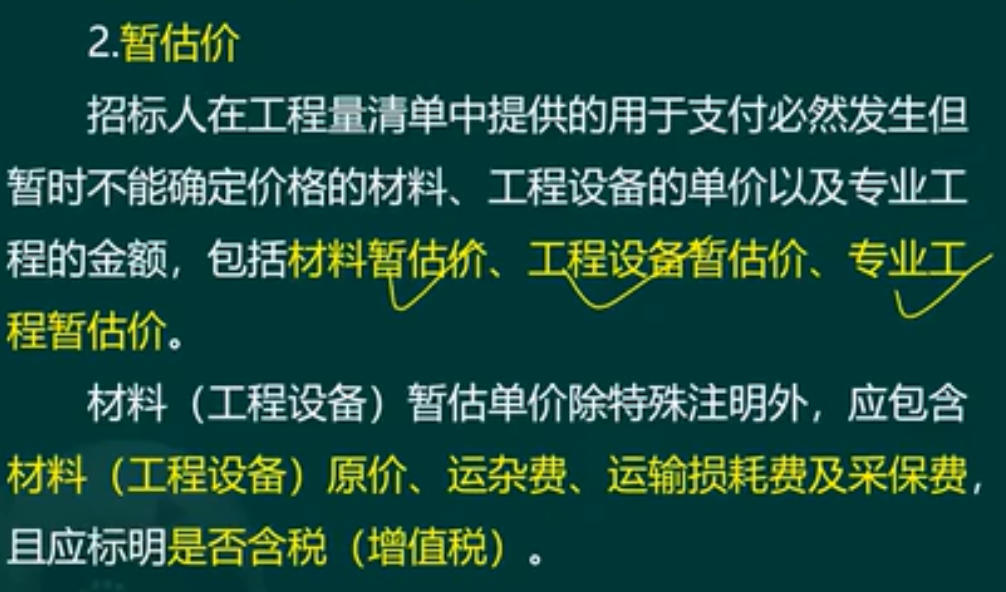 2.暂估价
招标人在工程量清单中提供的用于支付必然发生但
暂时不能确定价格的材料、工程设备的单价以及专业工
程的金额，包括材料暂估价、工程设备暂估价、专业工
程暂估价。
材料（工程设备）暂估单价除特殊注明外，应包含
材料（工程设备）原价、运杂费、运输损耗费及采保费，
且应标明是否含税（增值税）。